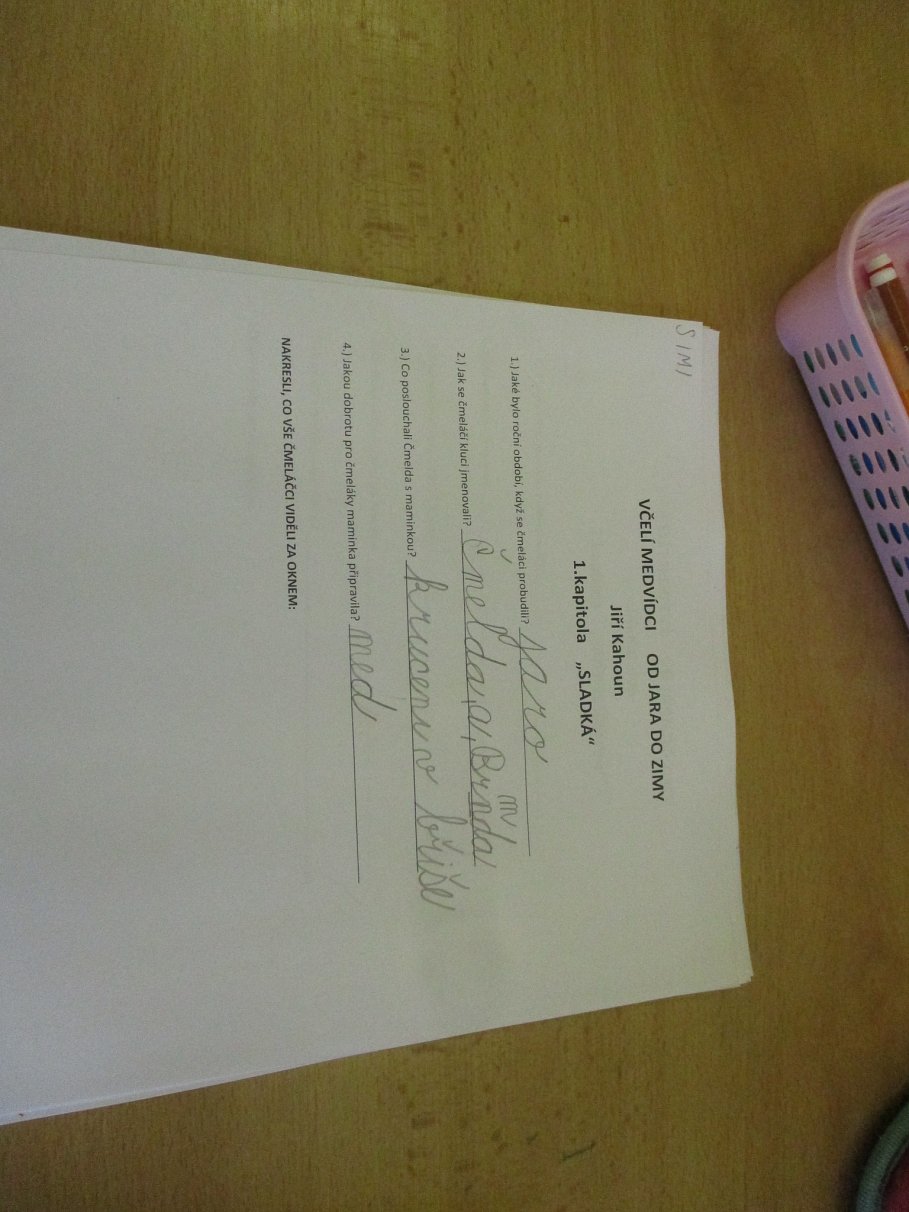 SIMI
VČELÍ MEDVÍDCI OD JARA DO ZIMY
Jiří Kahoun
1.kapitola „SLADKÁ“
1.) Jaké bylo roční období, když se čmeláci probudili? jaro
2.) Jak se čmeláčí kluci jmenovali? Čmelda, a, Brnda
m
3.) Co poslouchali Čmelda s maminkou? kručení v břiše
4.) Jakou dobrotu pro čmeláky maminka připravila? med
NAKRESLI, CO VŠE ČMELÁČCI VIDĚLI ZA OKNEM: